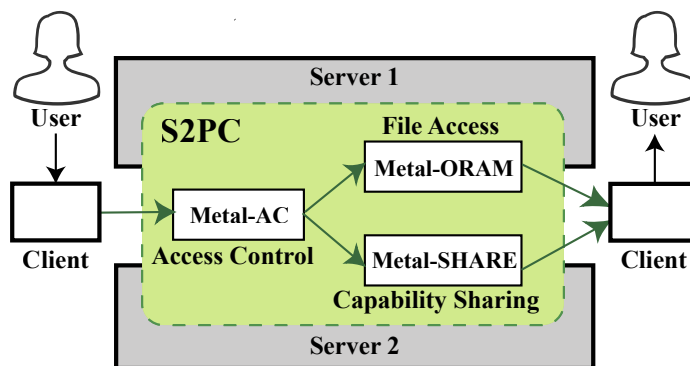 Server 1
User
User
S2PC
File Access
Metal-ORAM
Metal-AC
Access Control
Metal-SHARE
Capability Sharing
Client
Client
Server 2